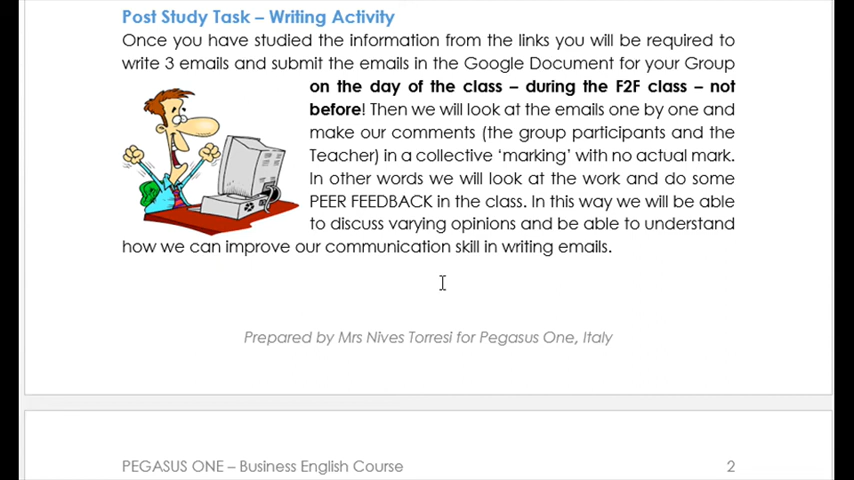 Post Study Task – Writing Activity
Once you have studied the information from the links you will be required to
write 3 emails and submit the emails in the Google Document for your Group
on the day of the class – during the F2F class – not
before! Then we will look at the emails one by one and
make our comments (the group participants and the
Teacher) in a collective ‘marking’ with no actual mark.
In other words we will look at the work and do some
PEER FEEDBACK in the class. In this way we will be able
to discuss varying opinions and be able to understand
how we can improve our communication skill in writing emails.
Prepared by Mrs Nives Torresi for Pegasus One, Italy
PEGASUS ONE – Business English Course 2